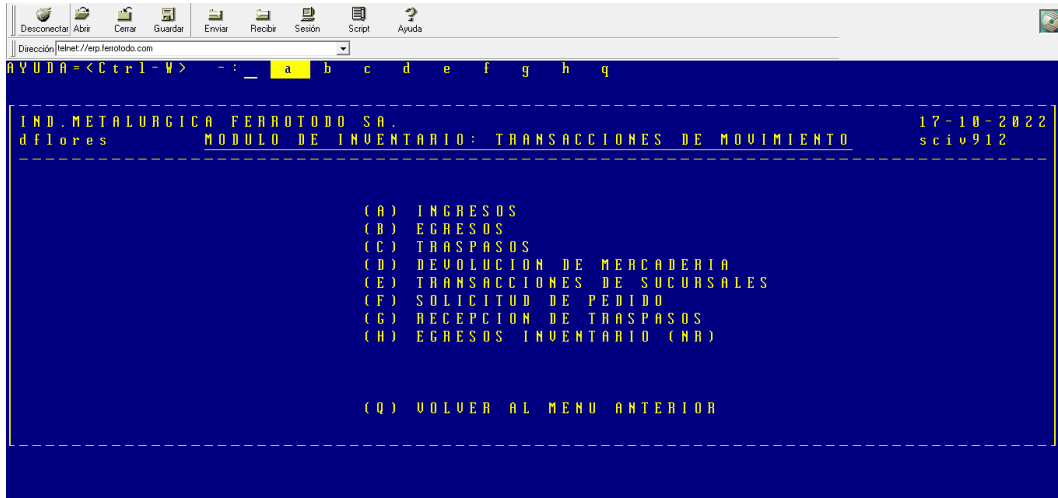 Desconectar Abrir Cerrar Guardar Enviar Recibir Sesión Script Ayuda
Dirección telnet://erp.ferrotodo.com
AYUDA=<Ctrl-W> -:_ a b c d e f g h q
IND.METALURGICA FERROTODO SA. 17-10-2022
dflores MODULO DE INVENTARIO: TRANSACCIONES DE MOVIMIENTO sciv912
(A) INGRESOS
(B) EGRESOS
(C) TRASPASOS
(D) DEVOLUCION DE MERCADERIA
(E) TRANSACCIONES DE SUCURSALES
(F) SOLICITUD DE PEDIDO
(G) RECEPCION DE TRASPASOS
(H) EGRESOS INVENTARIO (NR)
(Q) VOLVER AL MENU ANTERIOR